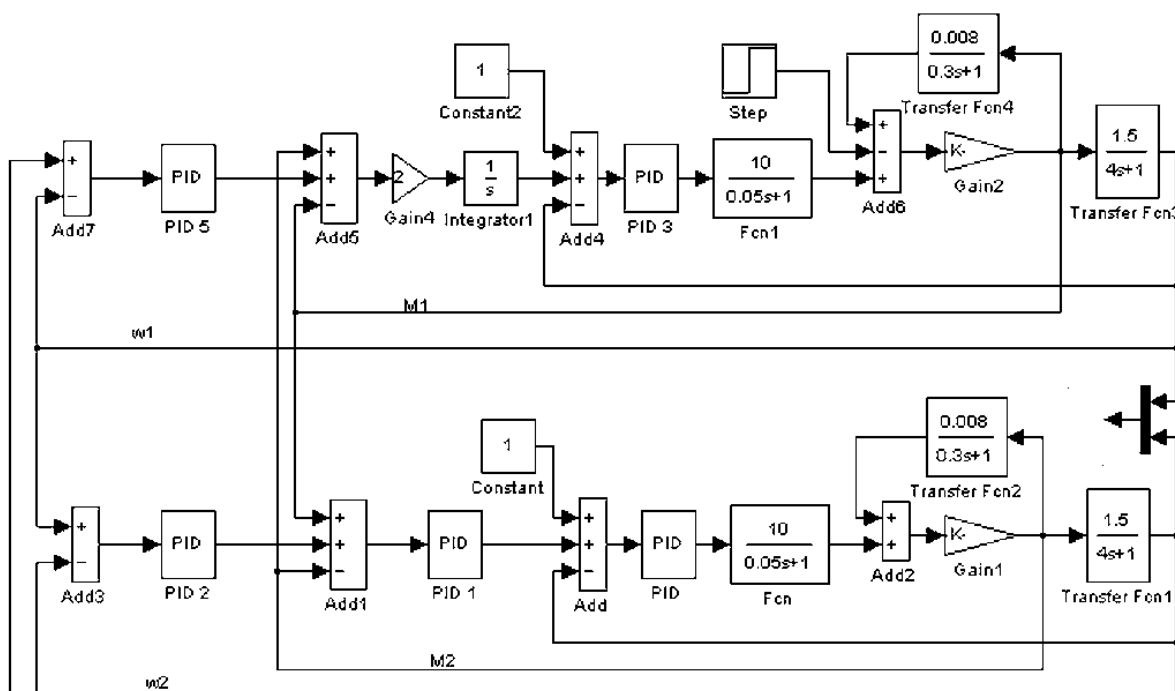 0.008
0.3s+1
Transfer Fcn4
1
Constant2
Step
+
-
Add7
PID
PID 5
+
+
-
Add5
2
Gain4
1
s
Integrator1
+
+
-
Add4
PID
PID 3
10
0.05s+1
Fcn1
+
-
+
Add6
K-
Gain2
1.5
4s+1
Transfer Fcn3
M1
w1
0.008
0.3s+1
Transfer Fcn2
1
Constant
+
-
Add3
PID
PID 2
+
+
-
Add1
PID
PID 1
+
+
-
Add
PID
PID
10
0.05s+1
Fcn
+
+
Add2
K-
Gain1
1.5
4s+1
Transfer Fcn1
M2
w2